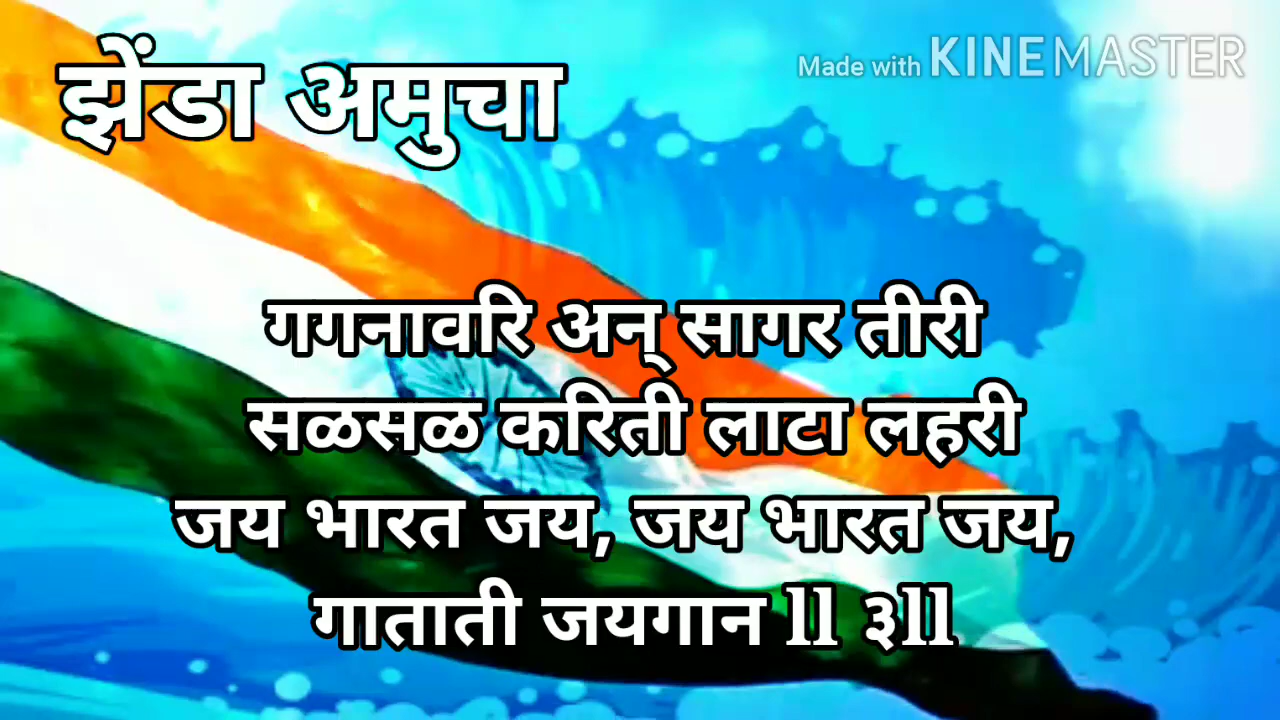 झेंडा अमुचा
Made with KINEMASTER
गगनावरि अन् सागर तीरी
सळसळ करिती लाटा लहरी
जय भारत जय, जय भारत जय,
गाताती जयगान ll ३ll